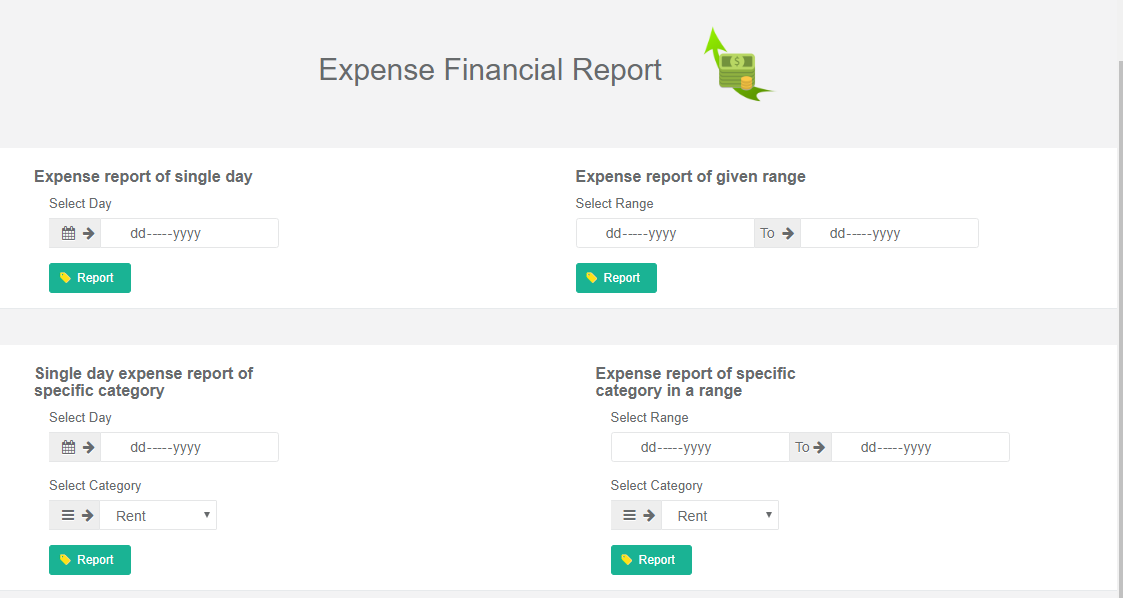 Expense Financial Report
Expense report of single day
Select Day
dd-----yyyy
Report
Expense report of given range
Select Range
dd-----yyyy To dd-----yyyy
Report
Single day expense report of
specific category
Select Day
dd-----yyyy
Select Category
Rent
Report
Expense report of specific
category in a range
Select Range
dd-----yyyy To dd-----yyyy
Select Category
Rent
Report